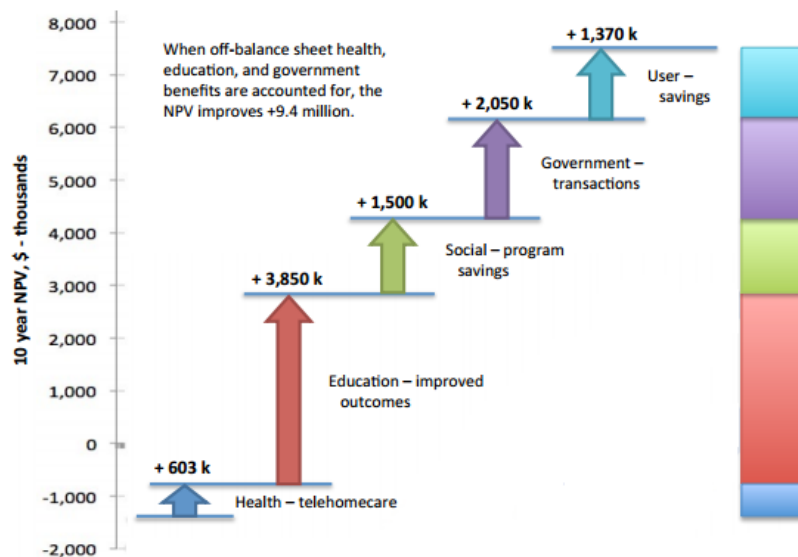 8,000
7,000
6,000
5,000
4,000
3,000
2,000
1,000
0
-1,000
-2,000
10 year NPV, $ - thousands
When off-balance sheet health,
education, and government
benefits are accounted for, the
NPV improves +9.4 million.
+ 1,370 k
User –
savings
+ 2,050 k
Government –
transactions
+ 1,500 k
Social – program
savings
+ 3,850 k
Education – improved
outcomes
+ 603 k
Health – telehomecare